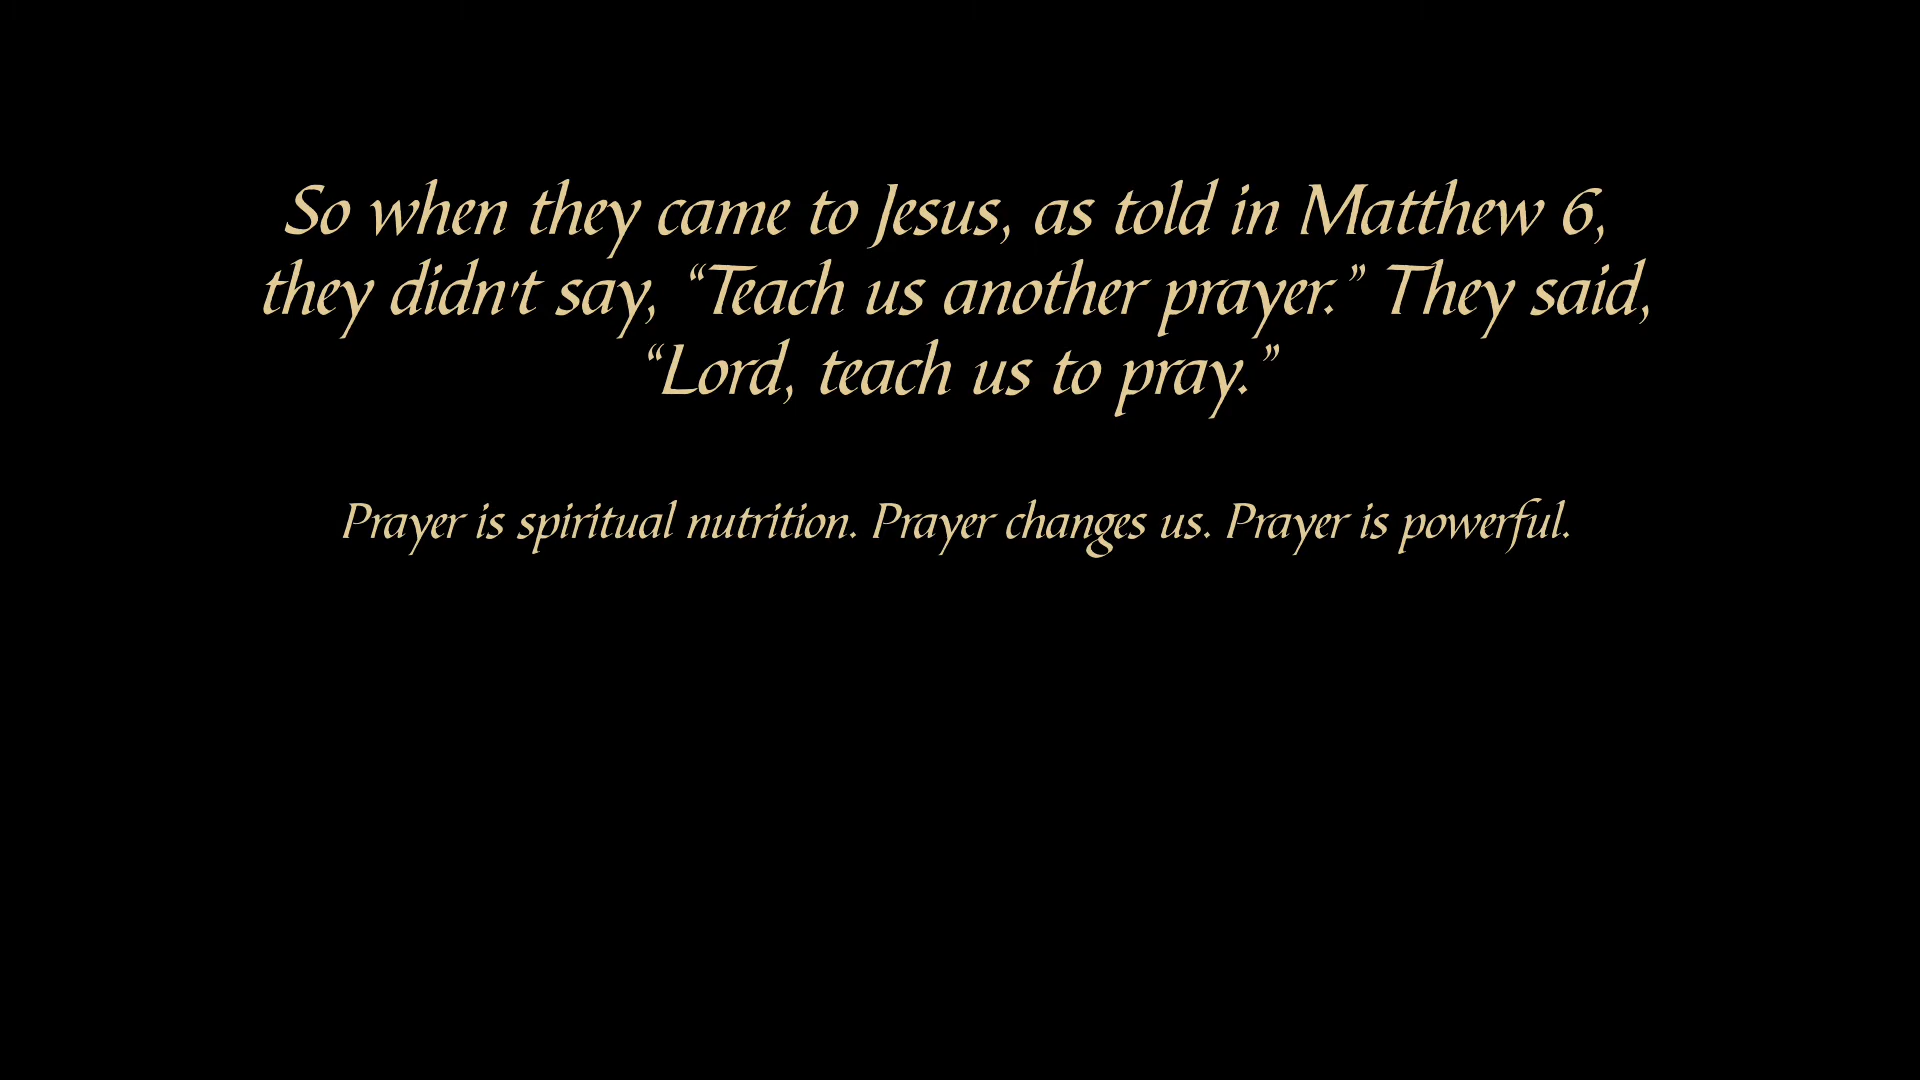 So when they came to Jesus, as told in Matthew 6,
they didn't say, “Teach us another prayer.” They said,
“Lord, teach us to pray.”
Prayer is spiritual nutrition. Prayer changes us. Prayer is powerful.